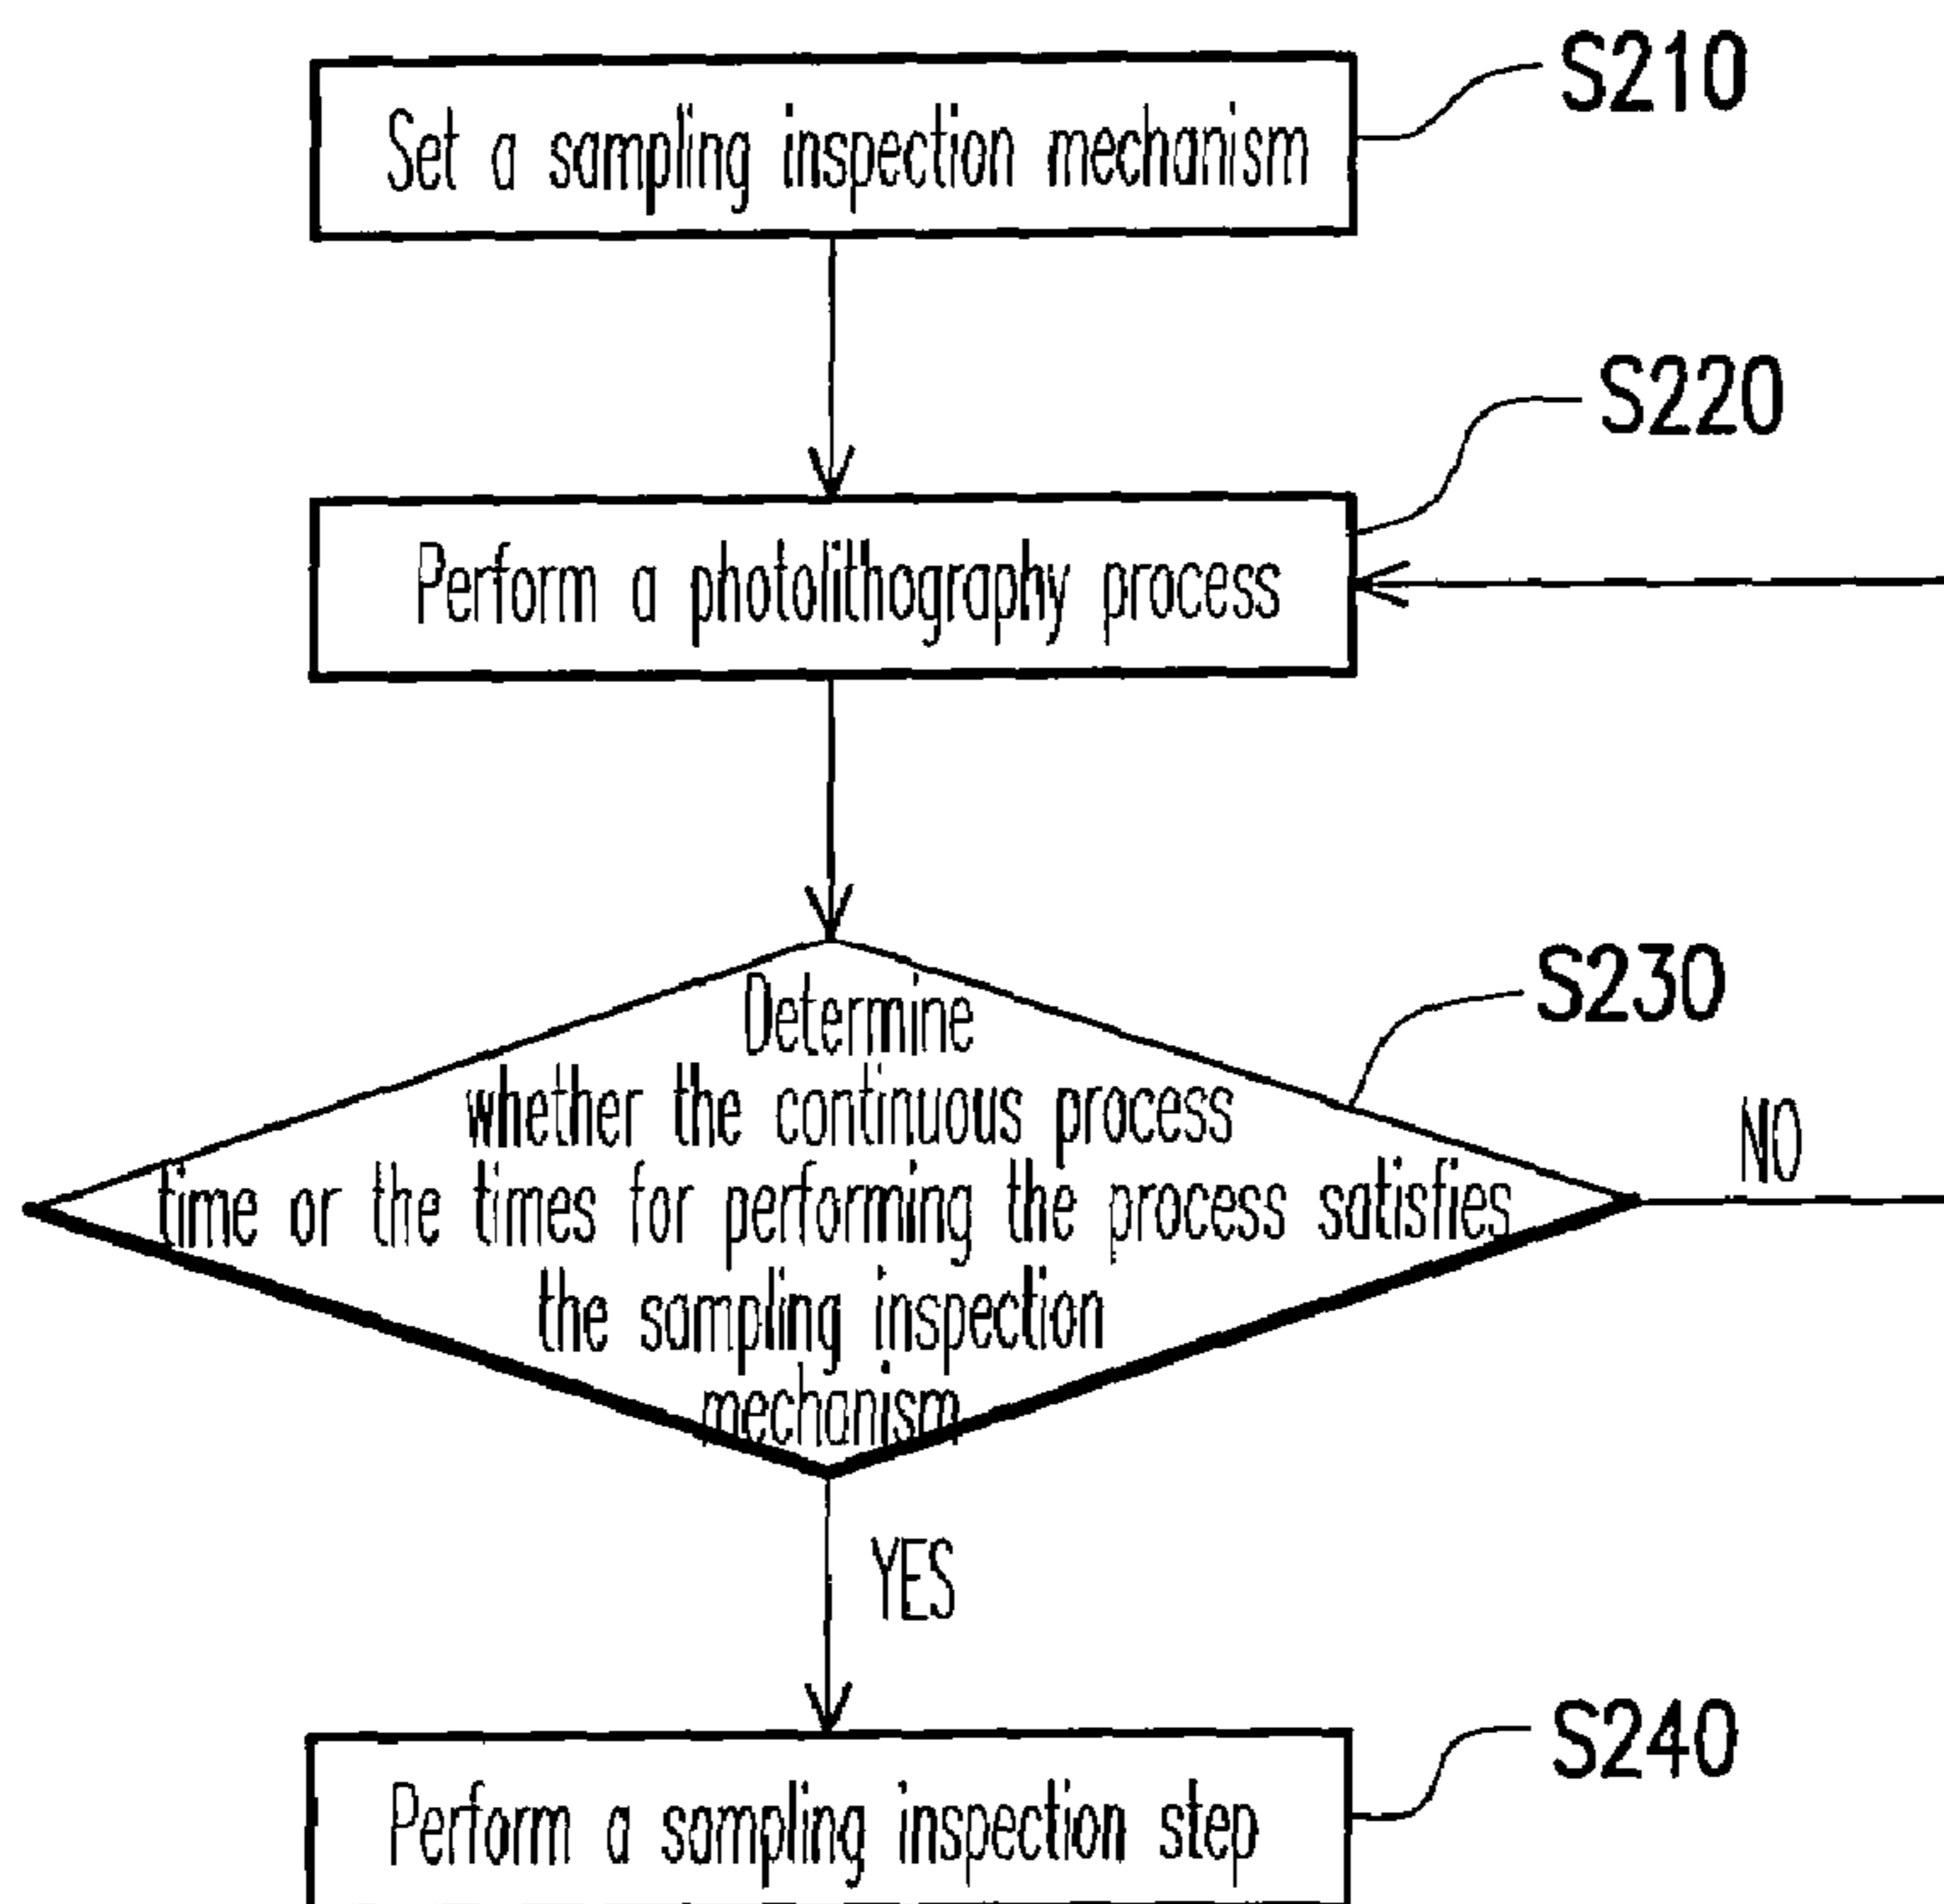 S210
Set a sampling inspection mechanism
S220
Perform a photolithography process
S230
Determine
whether the continuous process
time or the times for performing the process satisfies
the sampling inspection
mechanism
NO
YES
S240
Perform a sampling inspection step